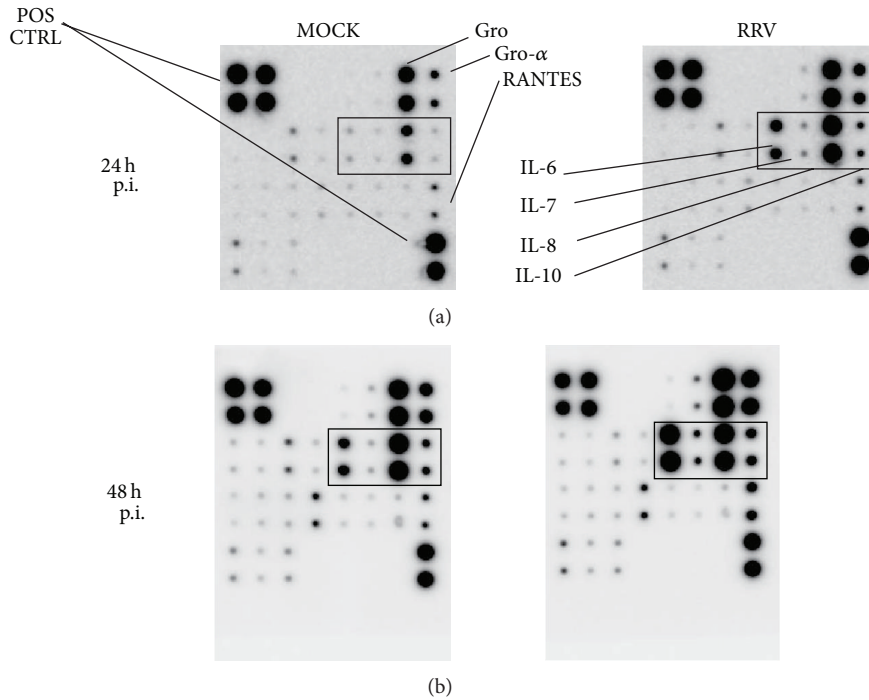 POS
CTRL
MOCK
Gro
Gro-α
RANTES
RRV
24 h
p.i.
IL-6
IL-7
IL-8
IL-10
(a)
48 h
p.i.
(b)